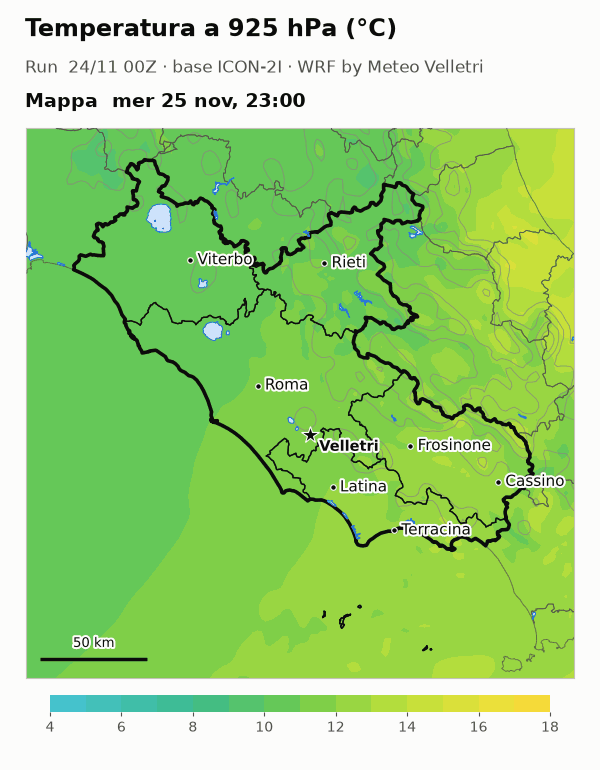 Temperatura a 925 hPa (°C)
Run  24/11 00Z · base ICON-2I · WRF by Meteo Velletri
Mappa  mer 25 nov, 23:00
Viterbo
Rieti
Roma
Velletri
Frosinone
Latina
Cassino
Terracina
50 km
4 6 8 10 12 14 16 18